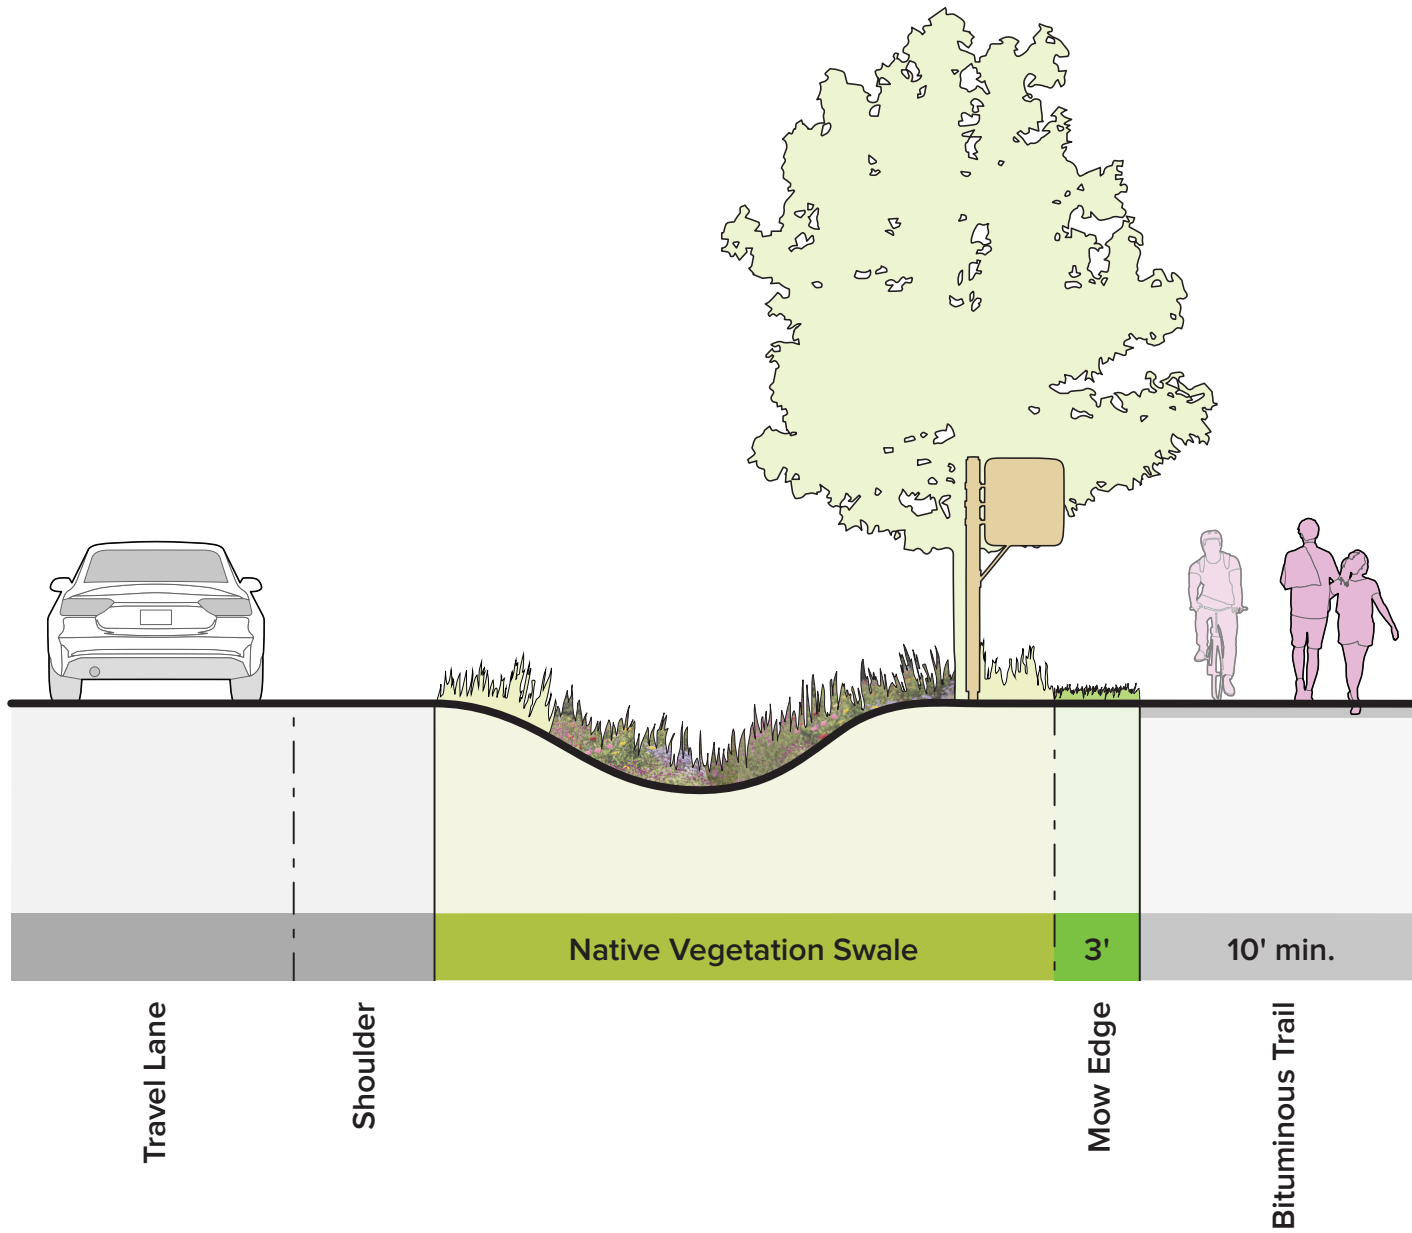 Native Vegetation Swale
3'
10' min.
Travel Lane
Shoulder
Mow Edge
Bituminous Trail